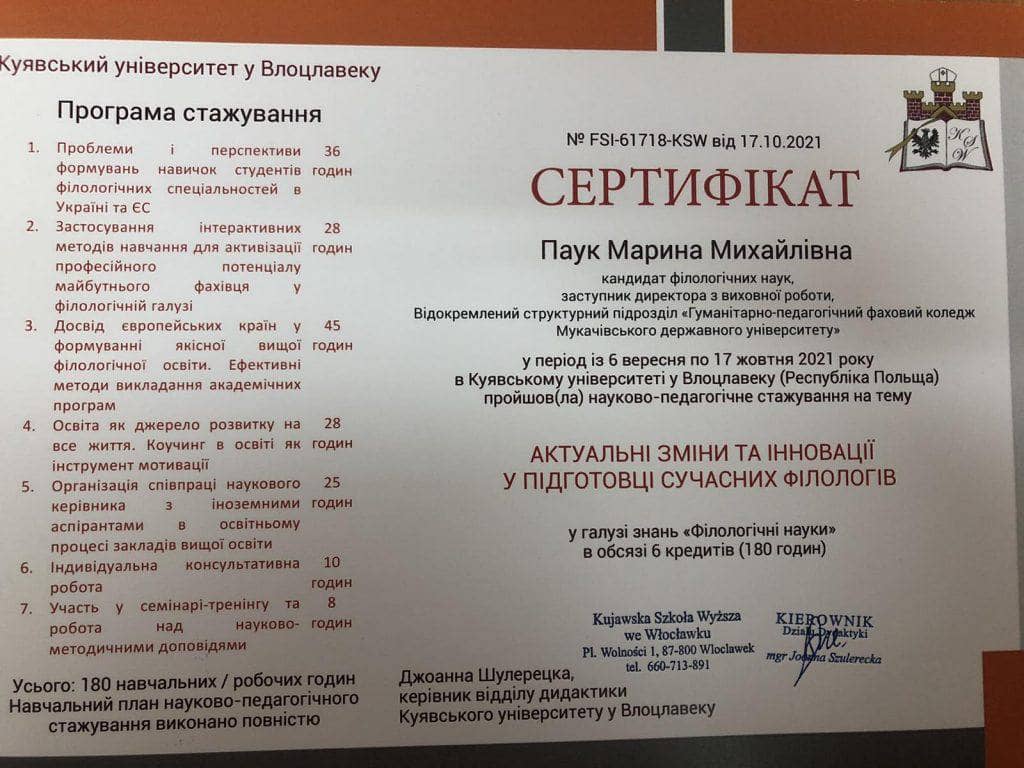 Куявський університет у Влоцлавеку
Програма стажування
1. Проблеми і перспективи 36
формувань навичок студентів годин
філологічних спеціальностей в
Україні та ЄС
2. Застосування інтерактивних 28
методів навчання для активізації годин
професійного потенціалу
майбутнього фахівця у
філологічній галузі
3. Досвід європейських країн у 45
формуванні якісної вищої годин
філологічної освіти. Ефективні
методи викладання академічних
програм
4. Освіта як джерело розвитку на 28
все життя. Коучинг в освіті як годин
інструмент мотивації
5. Організація співпраці наукового 25
керівника з іноземними годин
аспірантами в освітньому
процесі закладів вищої освіти
6. Індивідуальна консультативна 10
робота годин
7. Участь у семінарі-тренінгу та 8
робота над науково- годин
методичними доповідями
Усього: 180 навчальних / робочих годин
Навчальний план науково-педагогічного
стажування виконано повністю
KSW
№ FSI-61718-KSW від 17.10.2021
СЕРТИФІКАТ
Паук Марина Михайлівна
кандидат філологічних наук,
заступник директора з виховної роботи,
Відокремлений структурний підрозділ «Гуманітарно-педагогічний фаховий коледж
Мукачівського державного університету»
у період із 6 вересня по 17 жовтня 2021 року
в Куявському університеті у Влоцлавеку (Республіка Польща)
пройшов(ла) науково-педагогічне стажування на тему
АКТУАЛЬНІ ЗМІНИ ТА ІННОВАЦІЇ
У ПІДГОТОВЦІ СУЧАСНИХ ФІЛОЛОГІВ
у галузі знань «Філологічні науки»
в обсязі 6 кредитів (180 годин)
Kujawska Szkoła Wyższa
we Włocławku
Pl. Wolności 1, 87-800 Wloclawek
tel. 660-713-891
KIEROWNIK
Działu Dydaktyki
mgr Joanna Szulerecka
Джоанна Шулерецка,
керівник відділу дидактики
Куявського університету у Влоцлавеку